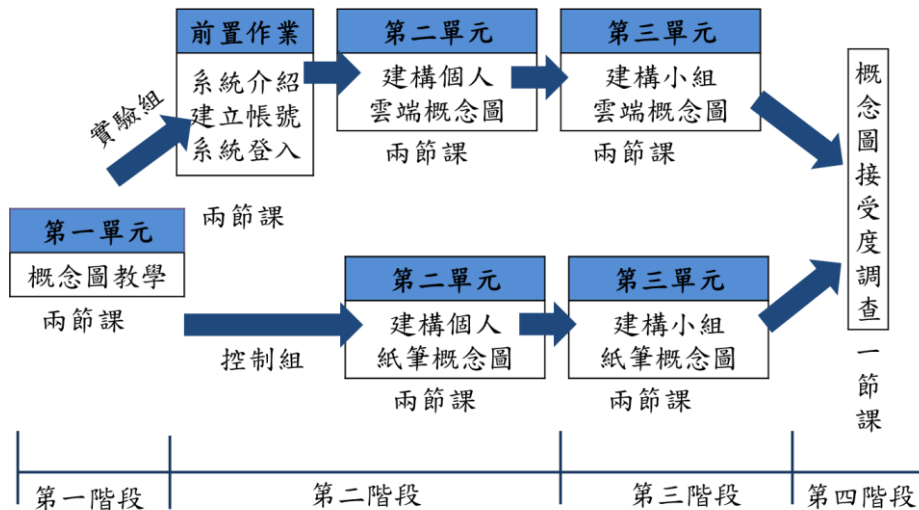 前置作業
系統介紹
建立帳號
系統登入
兩節課
第二單元
建構個人
雲端概念圖
兩節課
第三單元
建構小組
雲端概念圖
兩節課
實驗組
第一單元
概念圖教學
兩節課
控制組
第二單元
建構個人
紙筆概念圖
兩節課
第三單元
建構小組
紙筆概念圖
兩節課
概念圖接受度調查
一節課
第一階段
第二階段
第三階段
第四階段